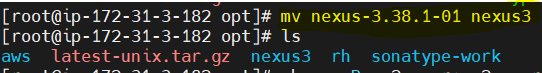 [root@ip-172-31-3-182 opt]# mv nexus-3.38.1-01 nexus3
[root@ip-172-31-3-182 opt]# ls
aws latest-unix.tar.gz nexus3 rh sonatype-work